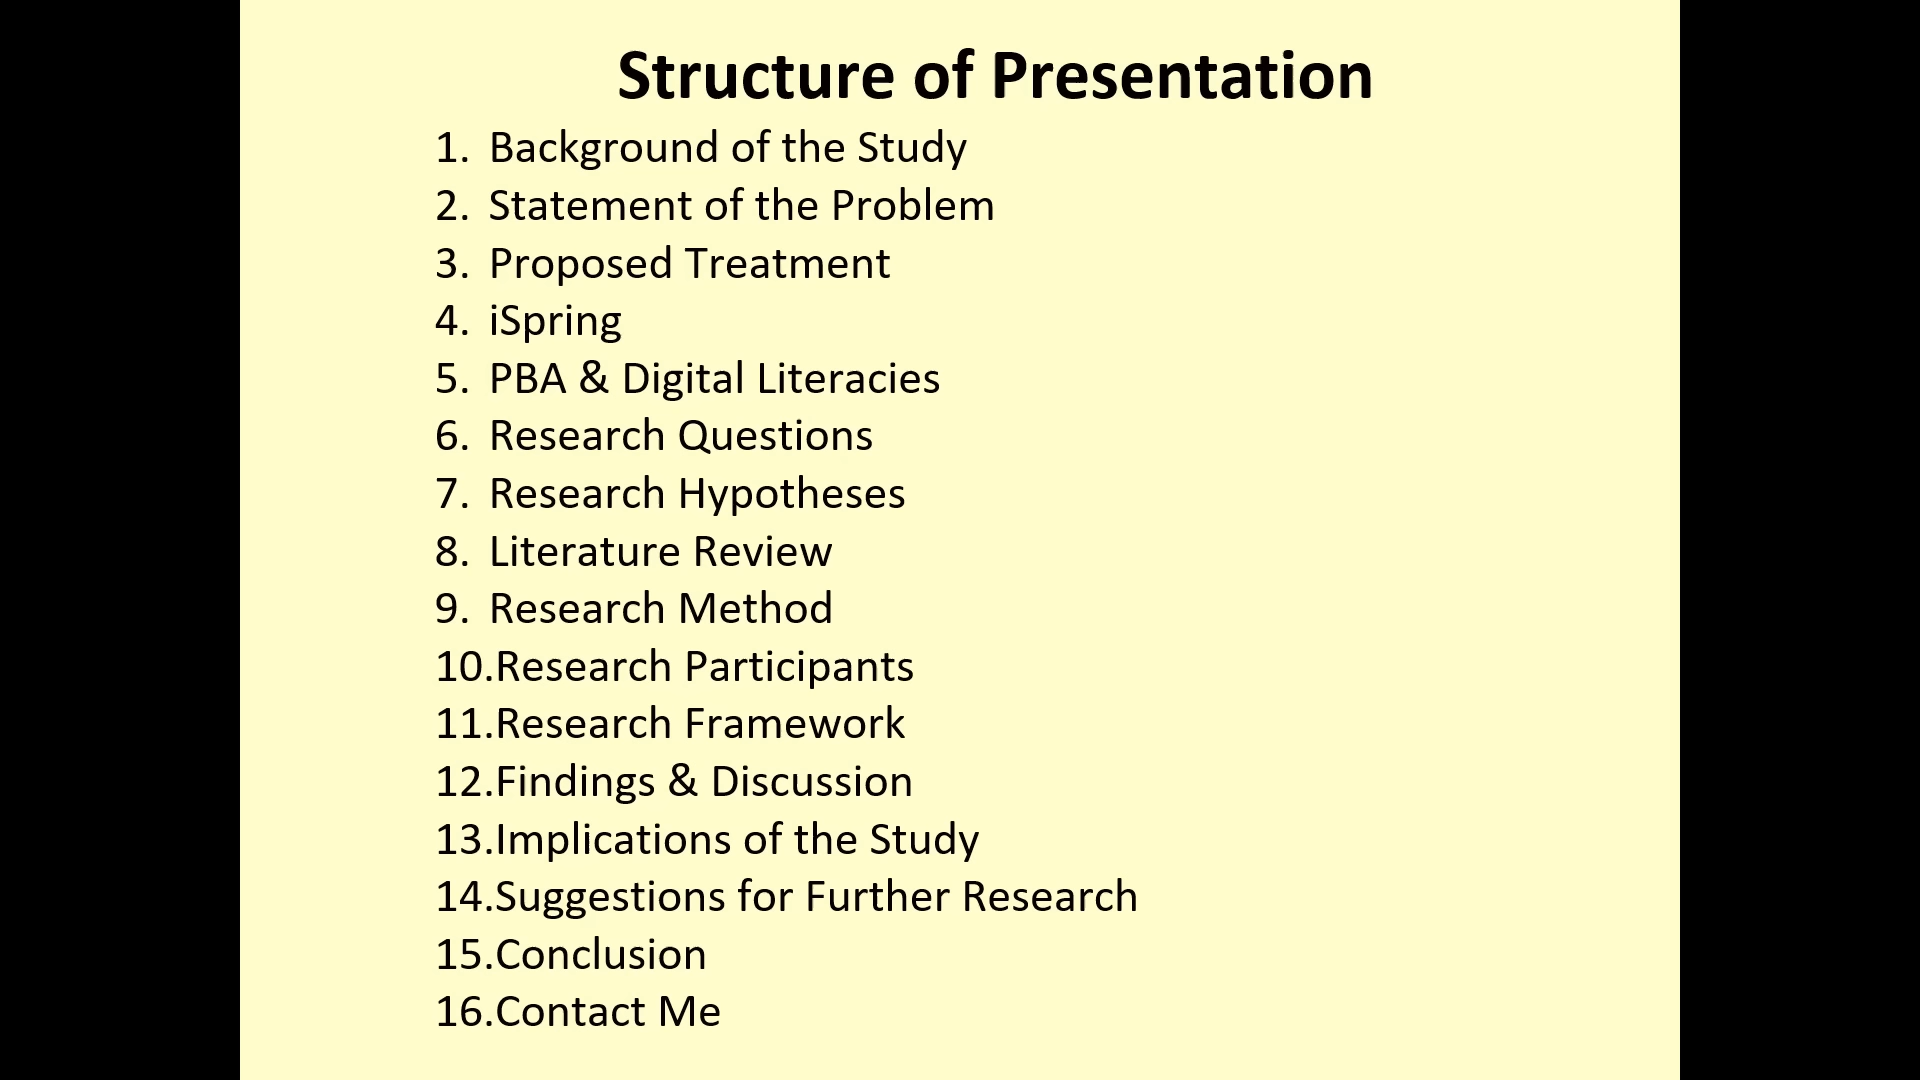 Structure of Presentation
1. Background of the Study
2. Statement of the Problem
3. Proposed Treatment
4. iSpring
5. PBA & Digital Literacies
6. Research Questions
7. Research Hypotheses
8. Literature Review
9. Research Method
10.Research Participants
11.Research Framework
12.Findings & Discussion
13.Implications of the Study
14.Suggestions for Further Research
15.Conclusion
16.Contact Me